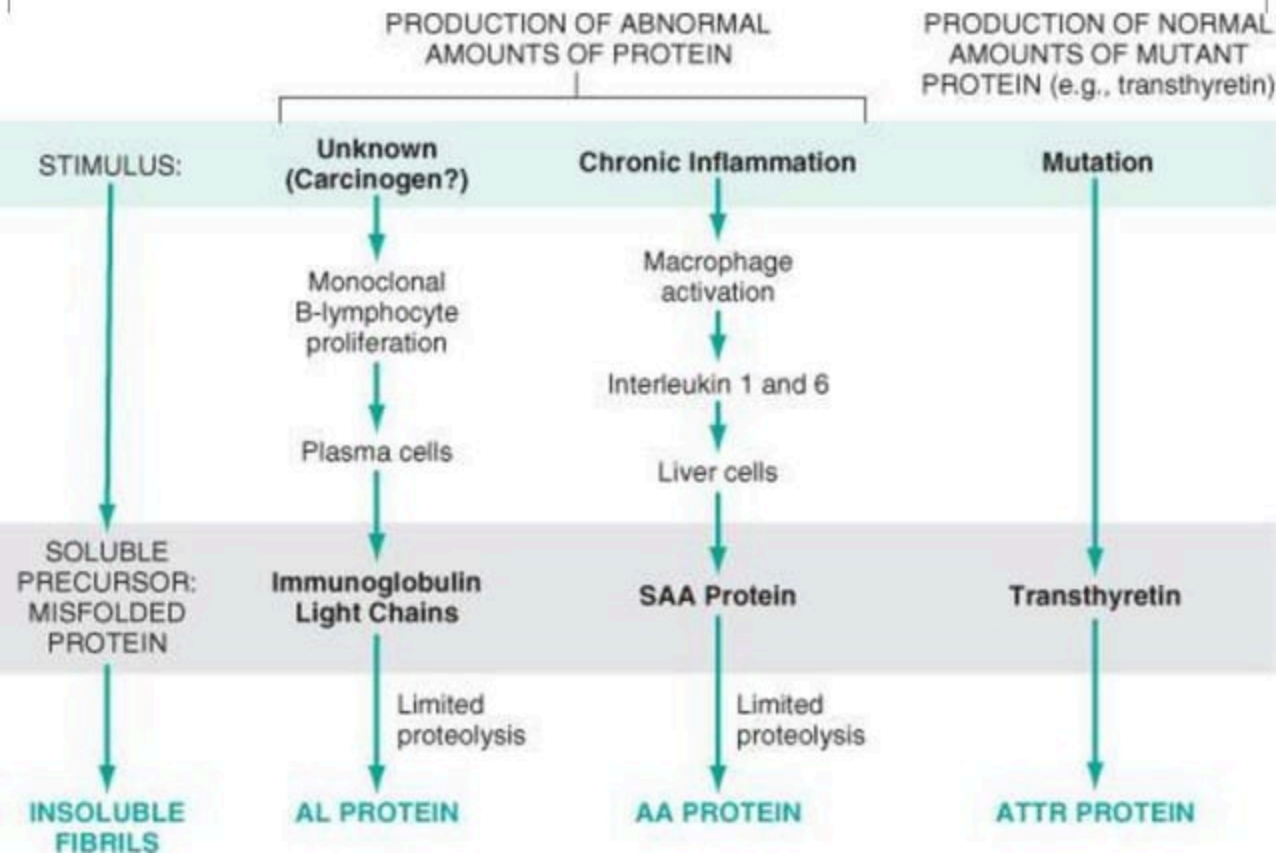 PRODUCTION OF ABNORMAL
AMOUNTS OF PROTEIN
PRODUCTION OF NORMAL
AMOUNTS OF MUTANT
PROTEIN (e.g., transthyretin)
STIMULUS:
Unknown
(Carcinogen?)
Chronic Inflammation
Mutation
Monoclonal
B-lymphocyte
proliferation
Macrophage
activation
Interleukin 1 and 6
Plasma cells
Liver cells
SOLUBLE
PRECURSOR:
MISFOLDED
PROTEIN
Immunoglobulin
Light Chains
SAA Protein
Transthyretin
Limited
proteolysis
Limited
proteolysis
INSOLUBLE
FIBRILS
AL PROTEIN
AA PROTEIN
ATTR PROTEIN